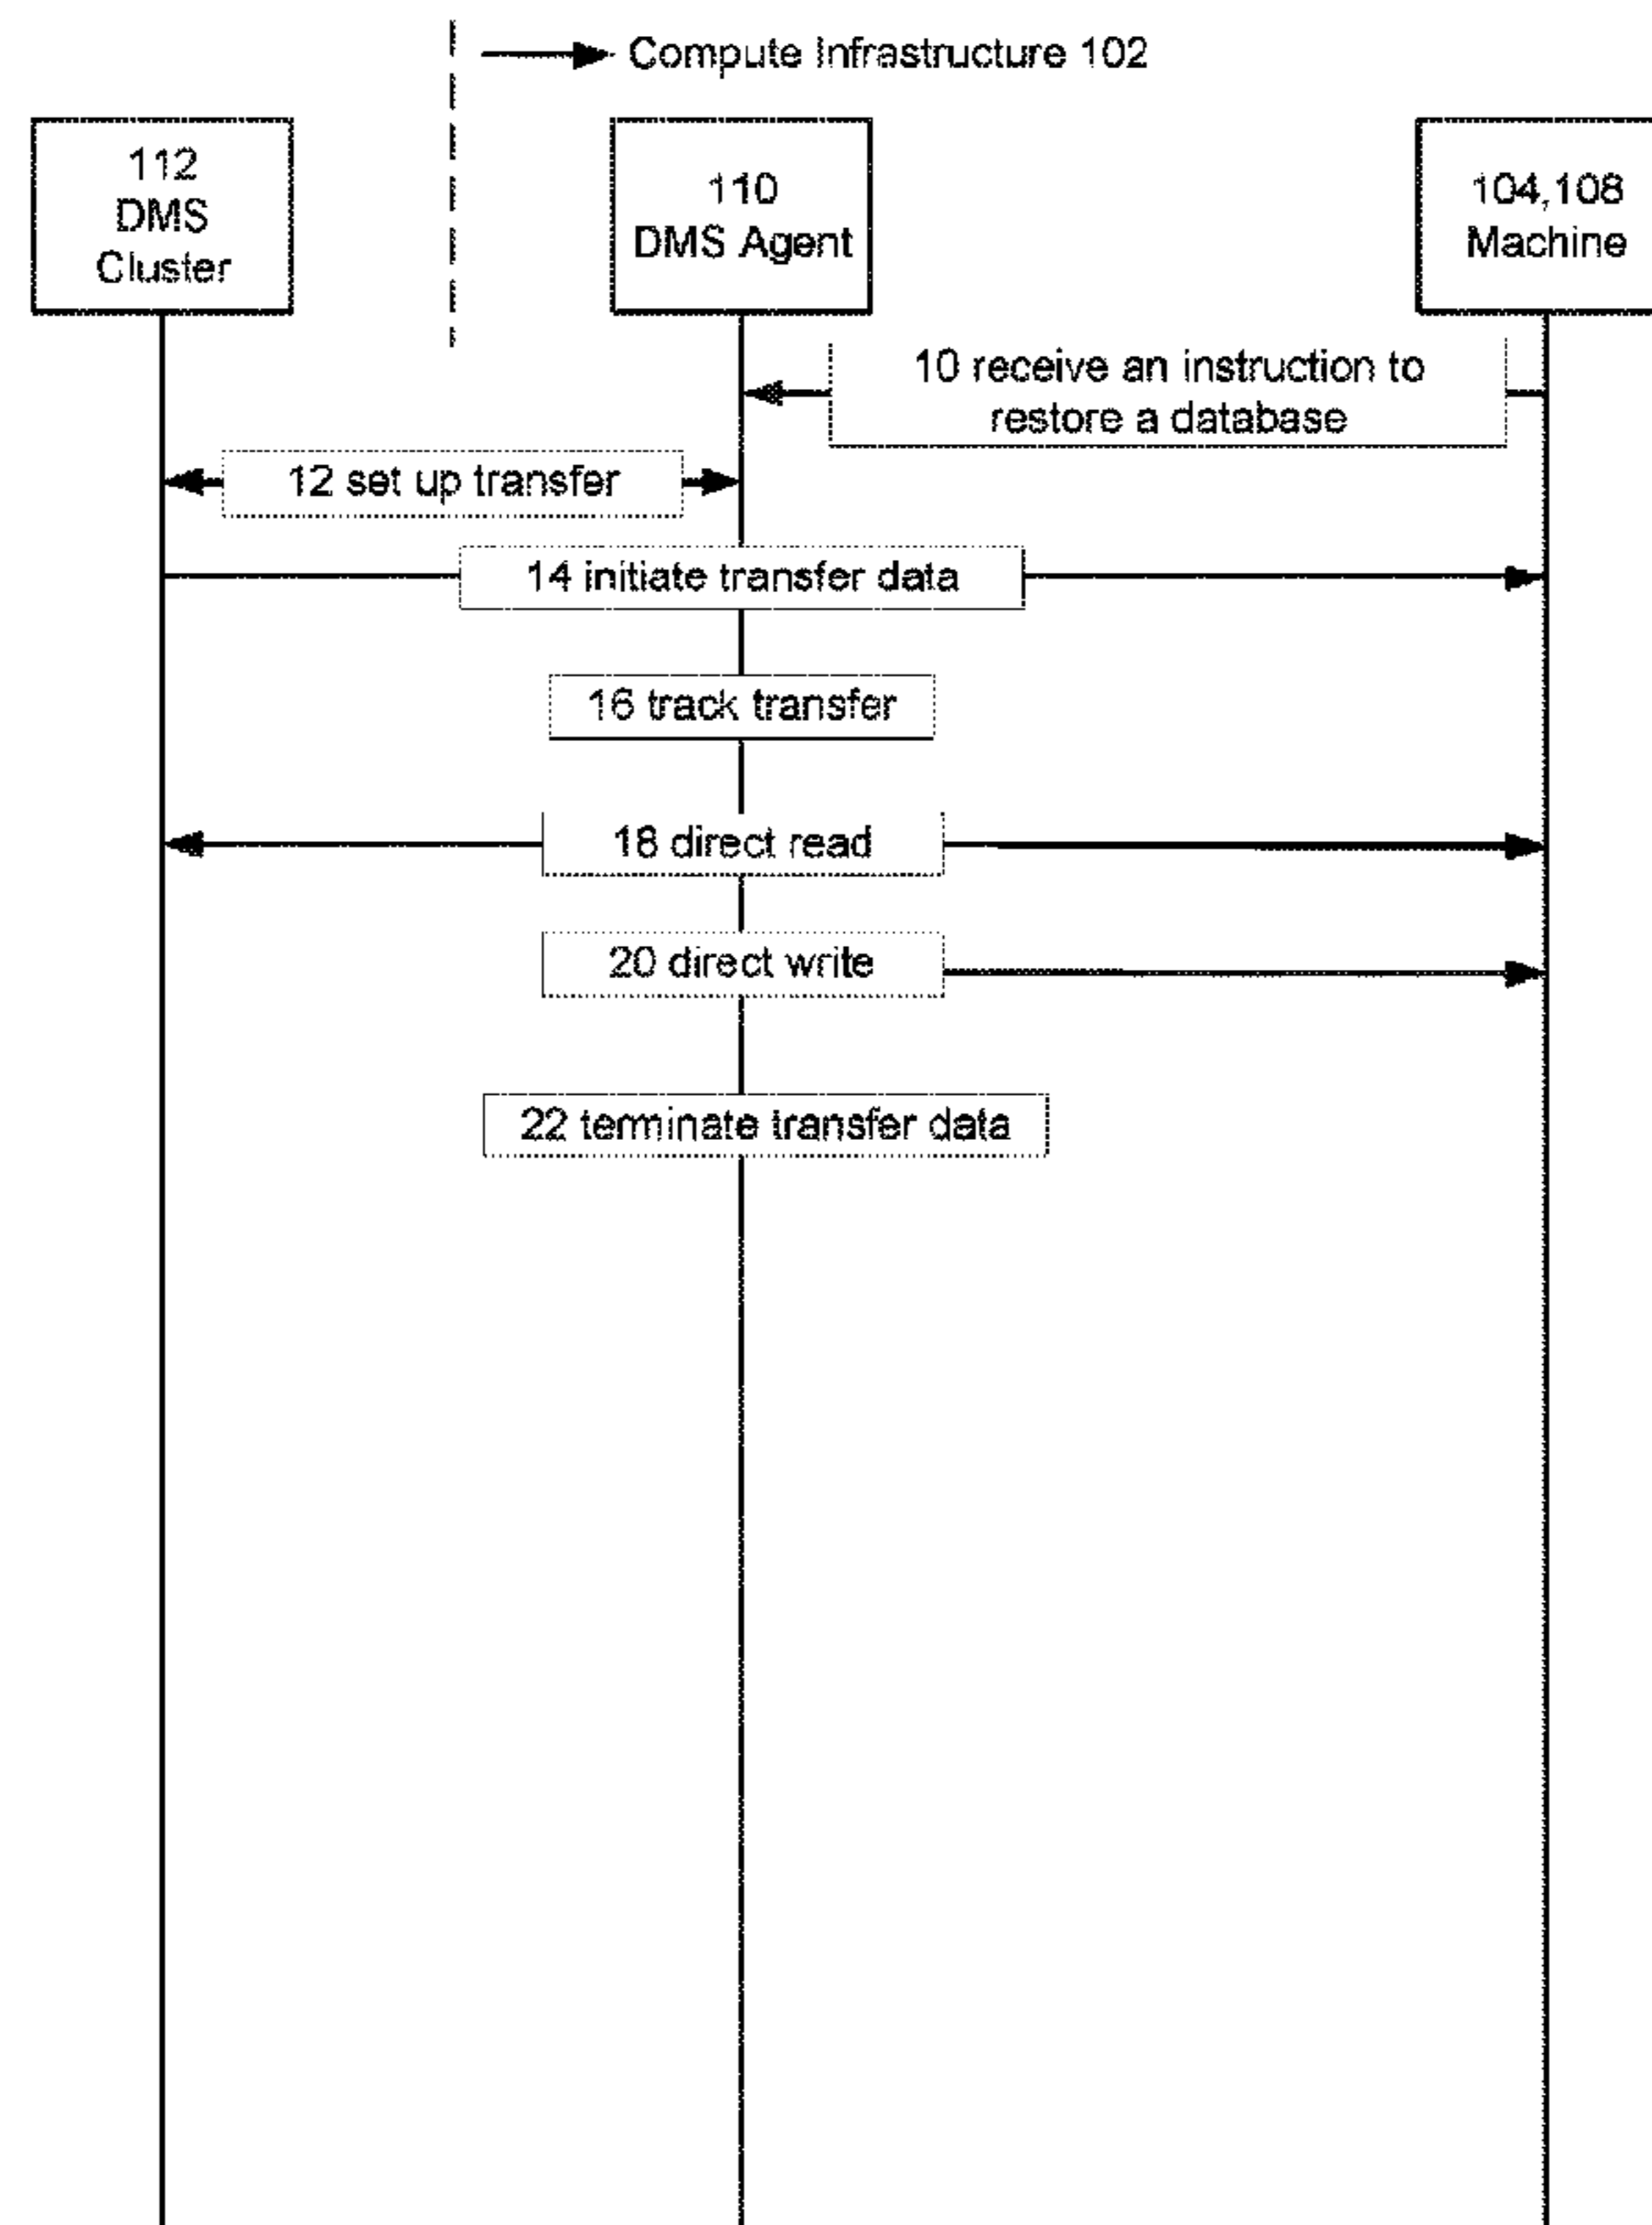 Compute Infrastructure 102
112
DMS
Cluster
110
DMS Agent
104,108
Machine
10 receive an instruction to
restore a database
12 set up transfer
14 initiate transfer data
16 track transfer
18 direct read
20 direct write
22 terminate transfer data